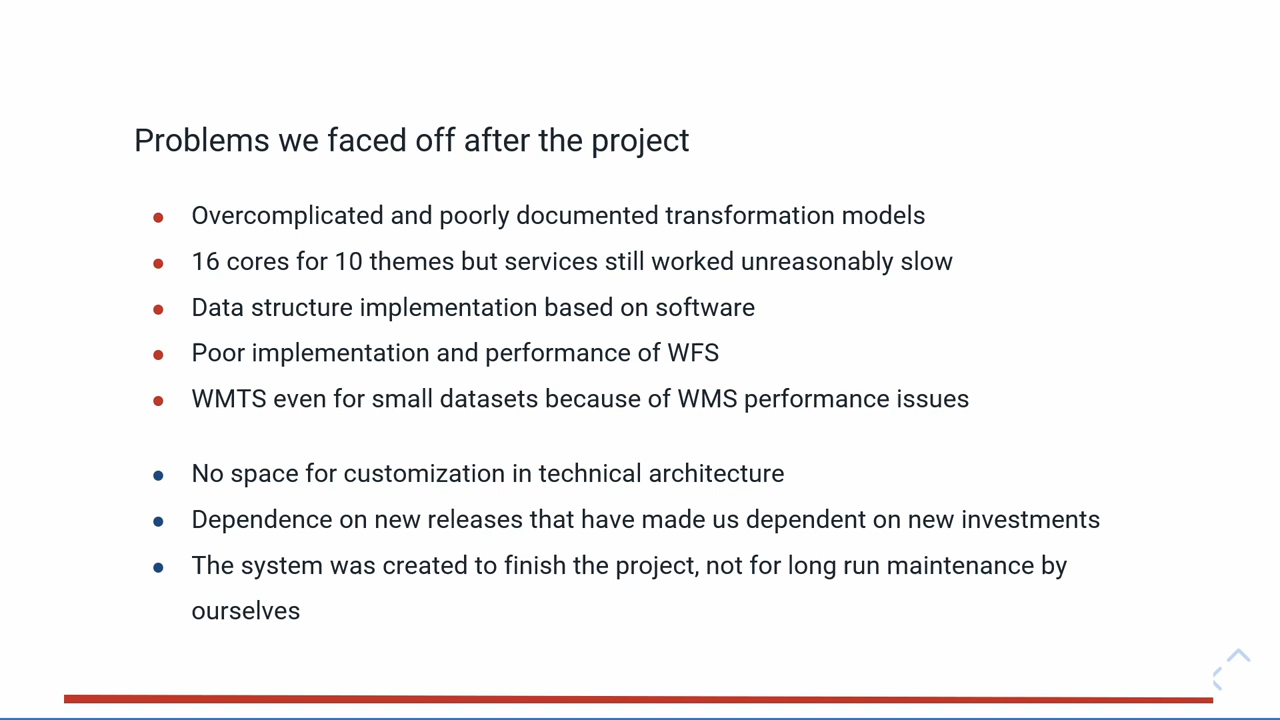 Problems we faced off after the project
Overcomplicated and poorly documented transformation models
16 cores for 10 themes but services still worked unreasonably slow
Data structure implementation based on software
Poor implementation and performance of WFS
WMTS even for small datasets because of WMS performance issues
No space for customization in technical architecture
Dependence on new releases that have made us dependent on new investments
The system was created to finish the project, not for long run maintenance by
ourselves